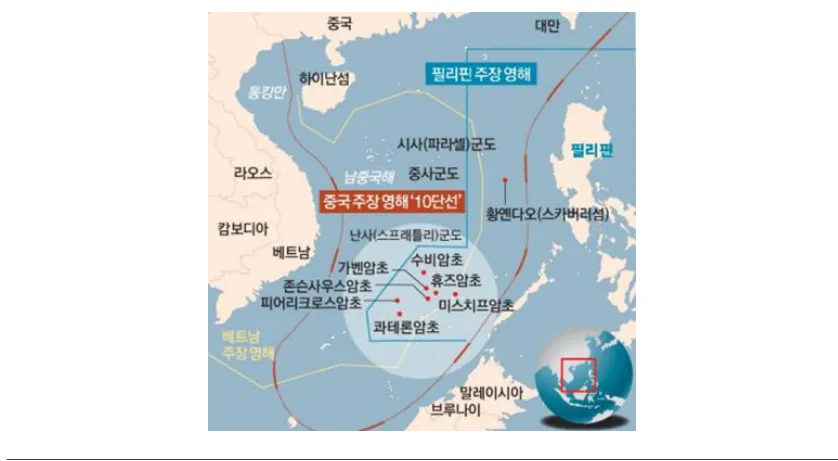 중국
대만
필리핀 주장 영해
하이난섬
통킹만
시사(파라셀)군도
필리핀
라오스
남중국해
중사군도
중국 주장 영해 '10단선'
황옌다오(스카버러섬)
캄보디아
난사(스프래틀리)군도
베트남
수비암초
가벤암초
휴즈암초
존슨사우스암초
피어리크로스암초
미스치프암초
콰테론암초
베트남
주장 영해
말레이시아
브루나이